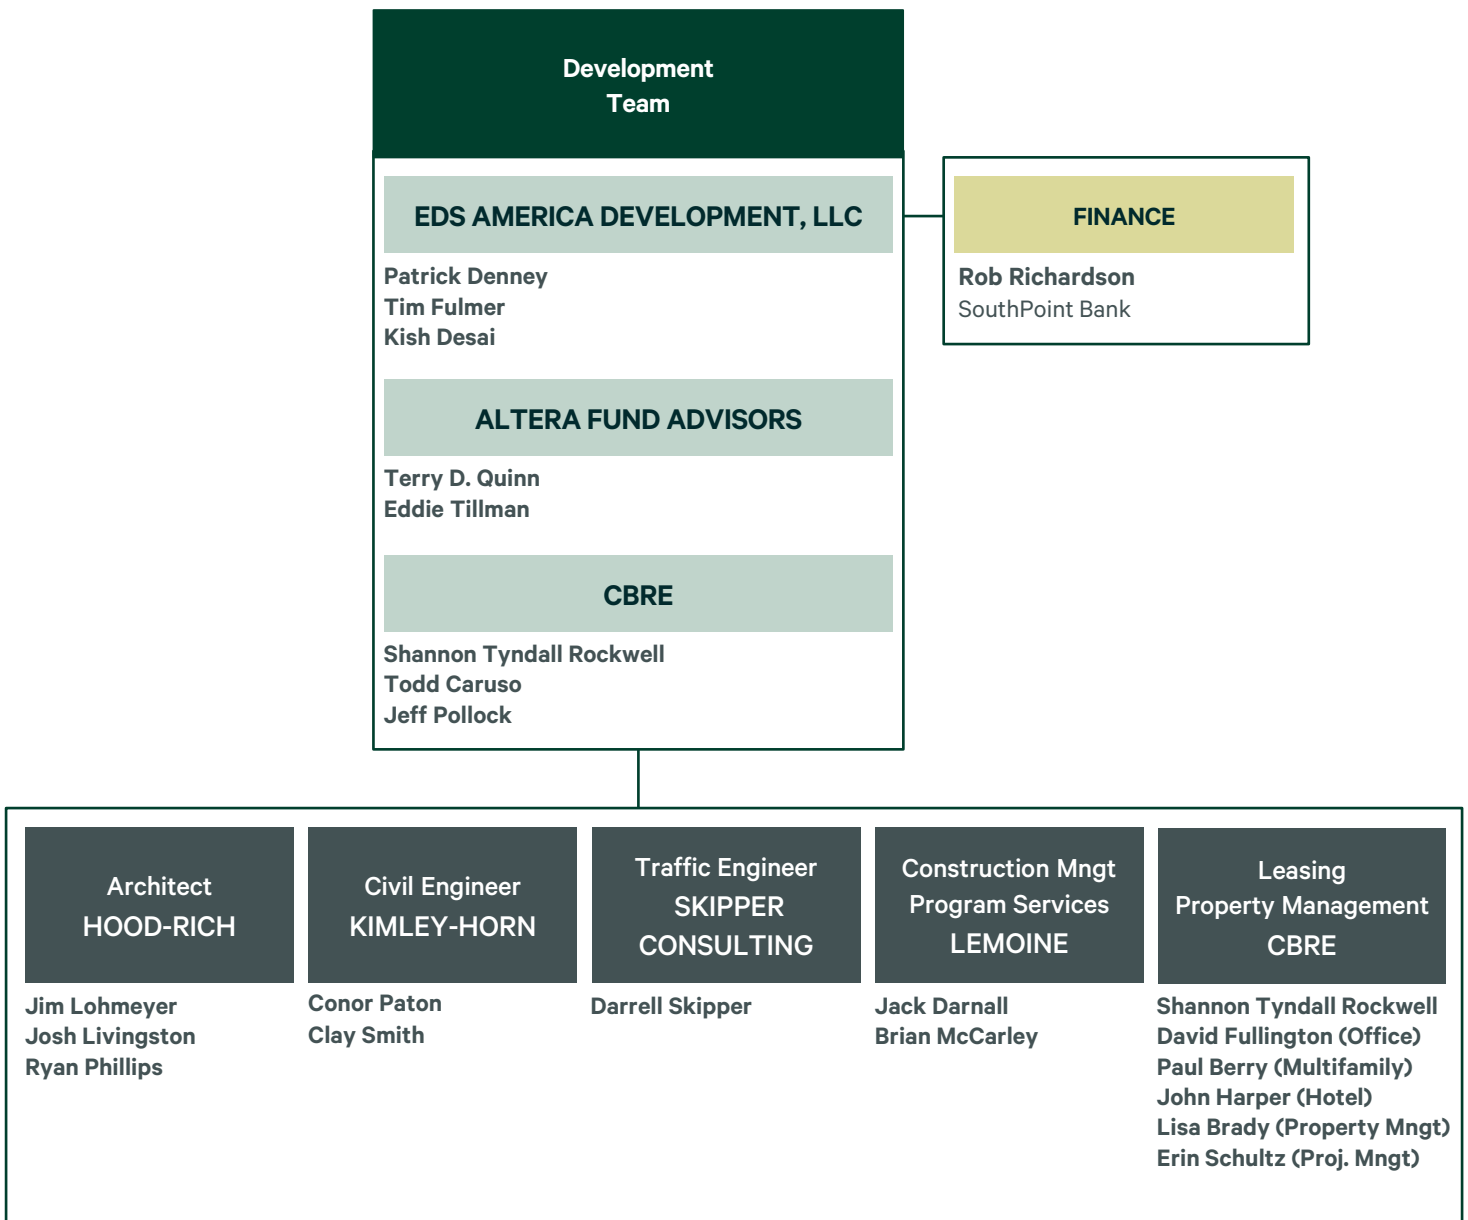 Development
Team
EDS AMERICA DEVELOPMENT, LLC
Patrick Denney
Tim Fulmer
Kish Desai
FINANCE
Rob Richardson
SouthPoint Bank
ALTERA FUND ADVISORS
Terry D. Quinn
Eddie Tillman
CBRE
Shannon Tyndall Rockwell
Todd Caruso
Jeff Pollock
Architect
HOOD-RICH
Jim Lohmeyer
Josh Livingston
Ryan Phillips
Civil Engineer
KIMLEY-HORN
Conor Paton
Clay Smith
Traffic Engineer
SKIPPER
CONSULTING
Darrell Skipper
Construction Mngt
Program Services
LEMOINE
Jack Darnall
Brian McCarley
Leasing
Property Management
CBRE
Shannon Tyndall Rockwell
David Fullington (Office)
Paul Berry (Multifamily)
John Harper (Hotel)
Lisa Brady (Property Mngt)
Erin Schultz (Proj. Mngt)